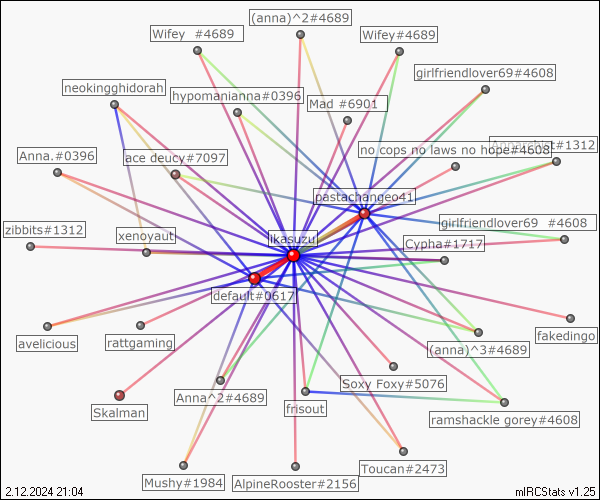 (anna)^2#4689
Wifey #4689
Wifey#4689
girlfriendlover69#4608
neokingghidorah
hypomanianna#0396
Mad #6901
#1312
no cops no laws no hope#4608
Anna.#0396
ace deucy#7097
pastachangeo41
zibbits#1312
xenoyaut
ikasuzu
girlfriendlover69 #4608
Cypha#1717
default#0617
avelicious
rattgaming
fakedingo
(anna)^3#4689
Soxy Foxy#5076
Skalman
Anna^2#4689
frisout
ramshackle gorey#4608
Mushy#1984
AlpineRooster#2156
Toucan#2473
2.12.2024 21:04
mIRCStats v1.25